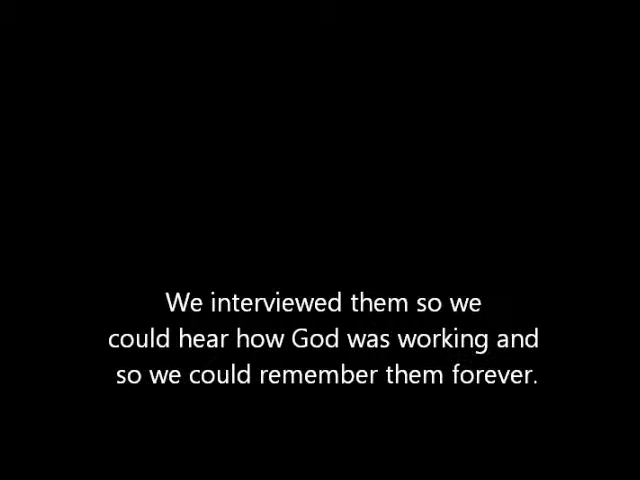 We interviewed them so we
could hear how God was working and
so we could remember them forever.